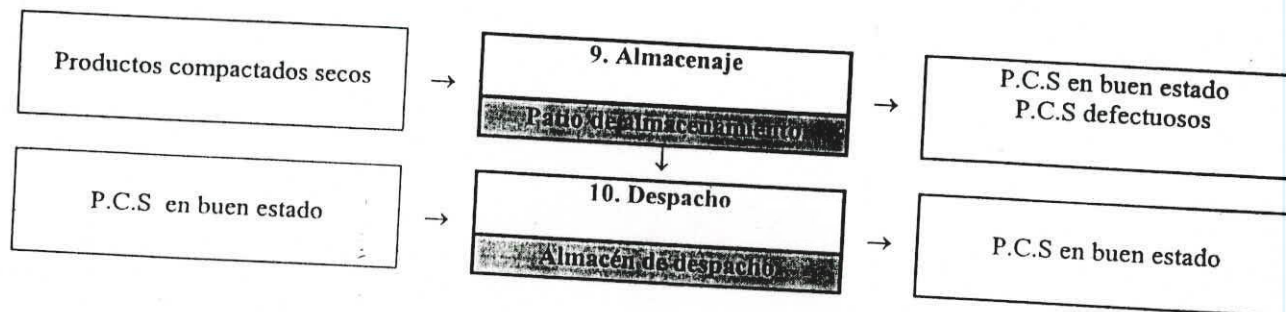 Productos compactados secos
→
9. Almacenaje
Patio de almacenamiento
→
P.C.S en buen estado
P.C.S defectuosos
↓
P.C.S en buen estado
→
10. Despacho
Almacén de despacho
→
P.C.S en buen estado